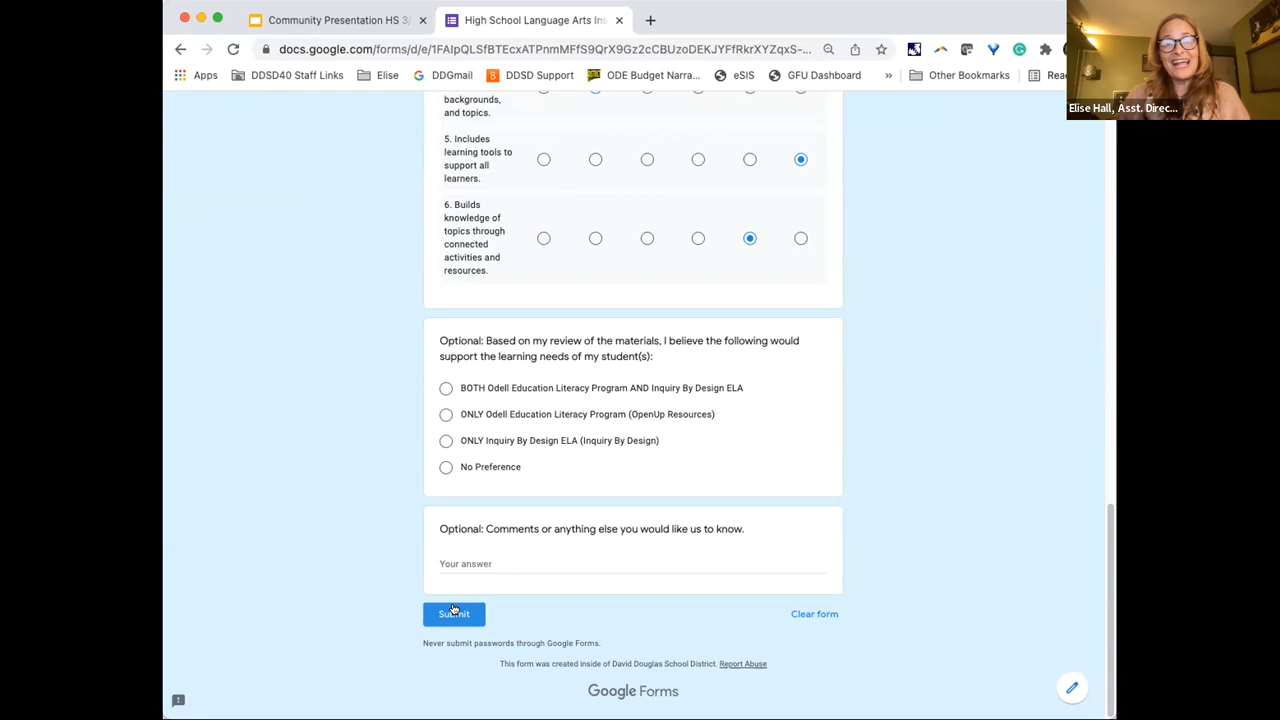 Community Presentation HS 3/
High School Language Arts Ins
docs.google.com/forms/d/e/1FAIpQLSfBTEcxATPnmMFfS9QrX9Gz2cCBUzoDEKJYFfRkrXYZqxS-...
Apps
DDSD40 Staff Links
Elise
DDGmail
DDSD Support
ODE Budget Narra...
eSIS
GFU Dashboard
»
Other Bookmarks
Elise Hall, Asst. Direc...
backgrounds,
and topics.
5. Includes
learning tools to
support all
learners.
6. Builds
knowledge of
topics through
connected
activities and
resources.
Optional: Based on my review of the materials, I believe the following would
support the learning needs of my student(s):
BOTH Odell Education Literacy Program AND Inquiry By Design ELA
ONLY Odell Education Literacy Program (OpenUp Resources)
ONLY Inquiry By Design ELA (Inquiry By Design)
No Preference
Optional: Comments or anything else you would like us to know.
Your answer
Submit
Clear form
Never submit passwords through Google Forms.
This form was created inside of David Douglas School District. Report Abuse
Google Forms